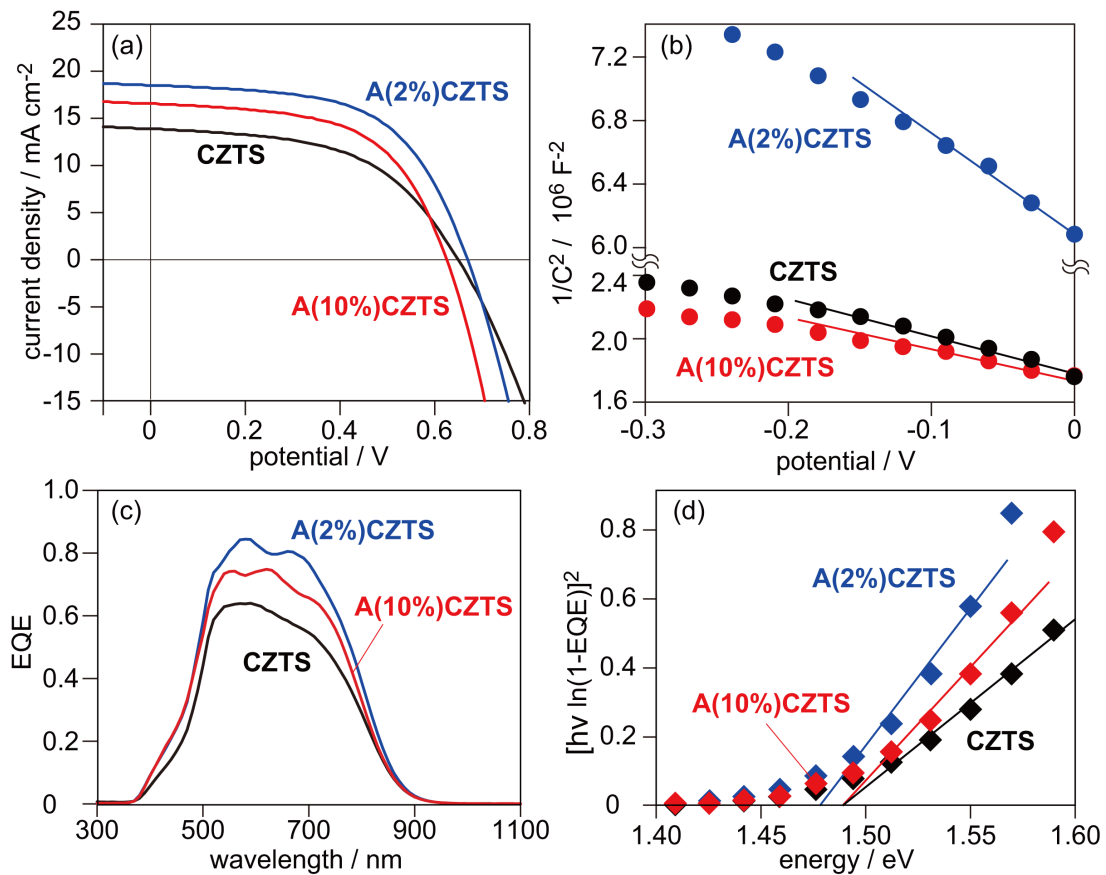 (a)
25
20
15
10
5
0
-5
-10
-15
current density / mA cm-2
A(2%)CZTS
CZTS
A(10%)CZTS
0
0.2
0.4
0.6
0.8
potential / V
(b)
7.2
6.8
6.4
6.0
2.4
2.0
1.6
1/C2 / 106 F-2
A(2%)CZTS
CZTS
A(10%)CZTS
-0.3
-0.2
-0.1
0
potential / V
(c)
1.0
0.8
0.6
0.4
0.2
0
EQE
A(2%)CZTS
A(10%)CZTS
CZTS
300
500
700
900
1100
wavelength / nm
(d)
0.8
0.6
0.4
0.2
0
[hν ln(1-EQE)]2
A(2%)CZTS
A(10%)CZTS
CZTS
1.40
1.45
1.50
1.55
1.60
energy / eV